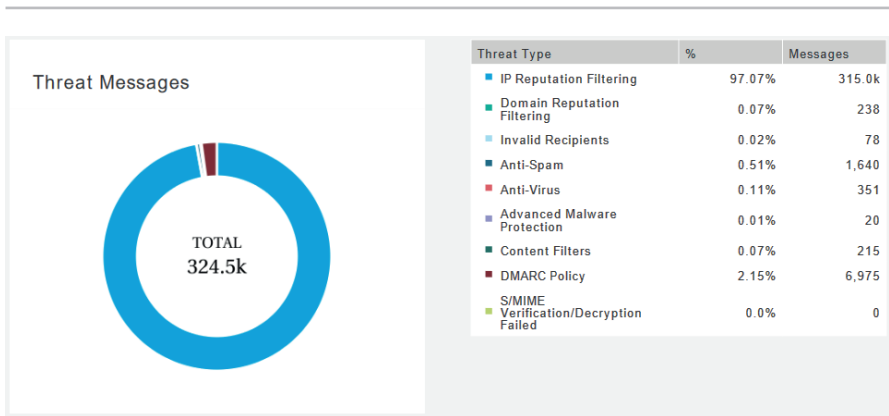 Threat Messages
TOTAL
324.5k
Threat Type % Messages
IP Reputation Filtering 97.07% 315.0k
Domain Reputation
Filtering 0.07% 238
Invalid Recipients 0.02% 78
Anti-Spam 0.51% 1,640
Anti-Virus 0.11% 351
Advanced Malware
Protection 0.01% 20
Content Filters 0.07% 215
DMARC Policy 2.15% 6,975
S/MIME
Verification/Decryption 0.0% 0
Failed